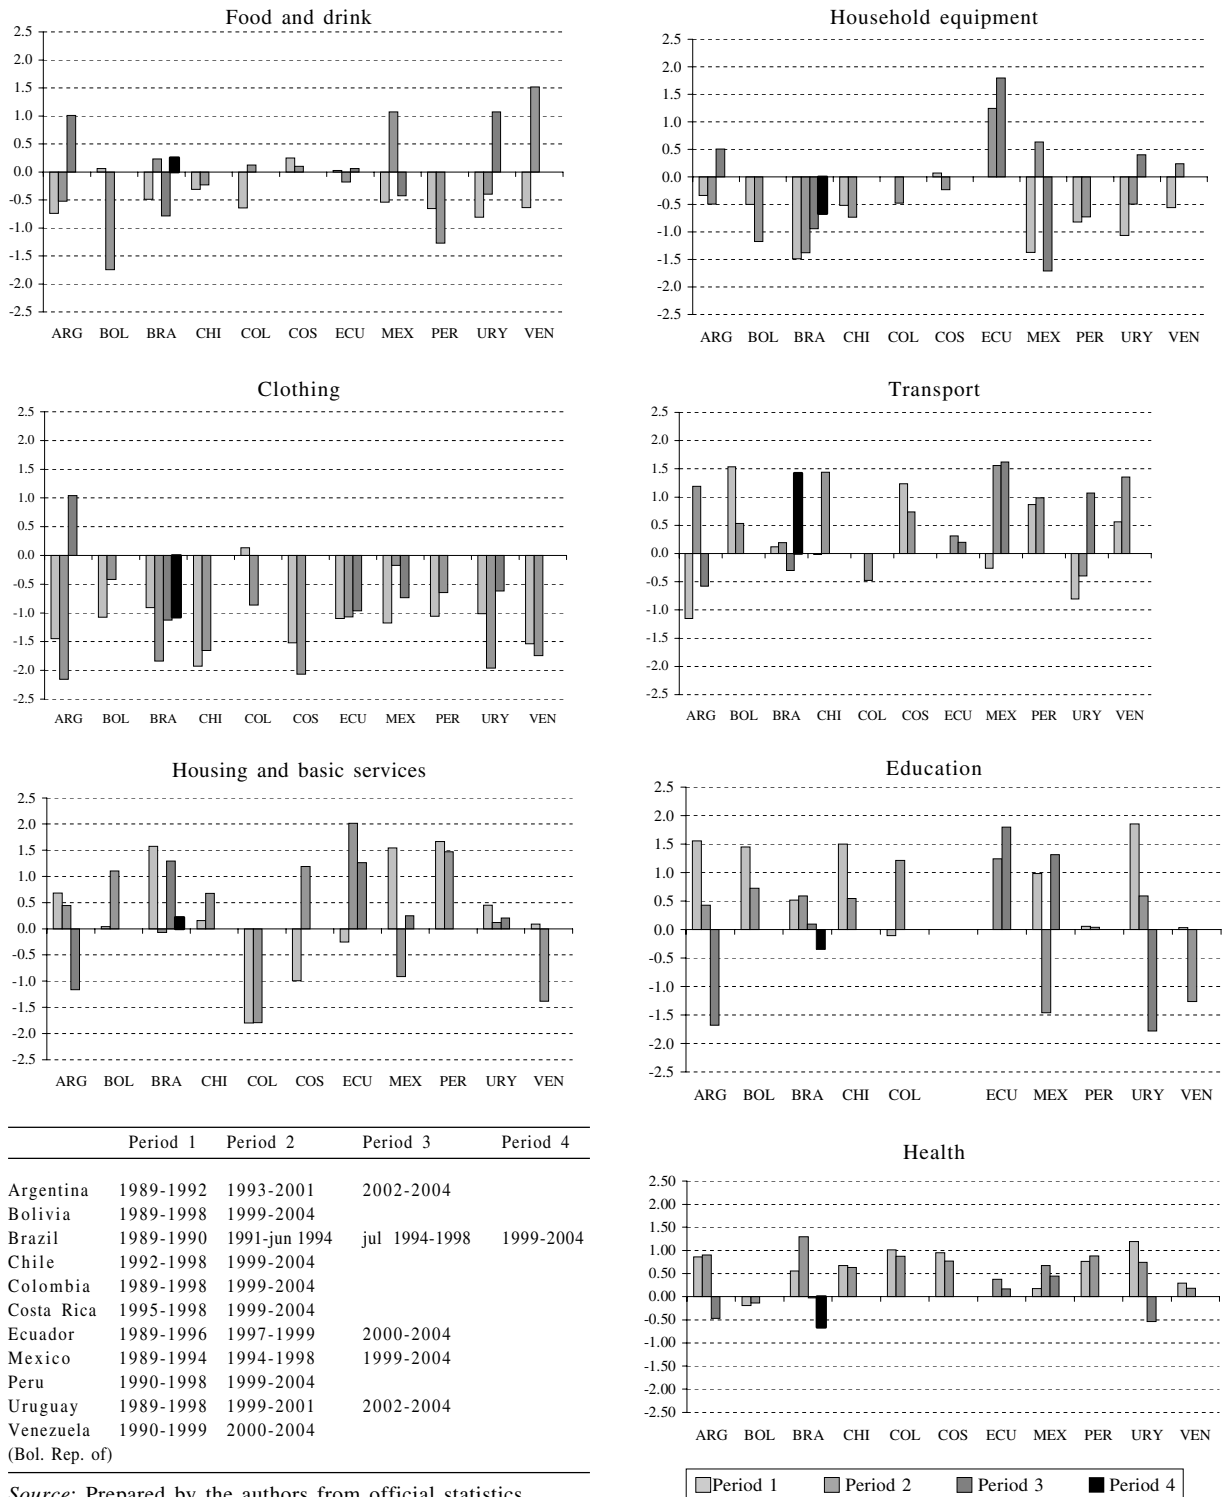 Food and drink
2.5
2.0
1.5
1.0
0.5
0.0
-0.5
-1.0
-1.5
-2.0
-2.5
ARG BOL BRA CHI COL COS ECU MEX PER URY VEN
Household equipment
2.5
2.0
1.5
1.0
0.5
0.0
-0.5
-1.0
-1.5
-2.0
-2.5
ARG BOL BRA CHI COL COS ECU MEX PER URY VEN
Clothing
2.5
2.0
1.5
1.0
0.5
0.0
-0.5
-1.0
-1.5
-2.0
-2.5
ARG BOL BRA CHI COL COS ECU MEX PER URY VEN
Transport
2.5
2.0
1.5
1.0
0.5
0.0
-0.5
-1.0
-1.5
-2.0
-2.5
ARG BOL BRA CHI COL COS ECU MEX PER URY VEN
Housing and basic services
2.5
2.0
1.5
1.0
0.5
0.0
-0.5
-1.0
-1.5
-2.0
-2.5
ARG BOL BRA CHI COL COS ECU MEX PER URY VEN
Education
2.5
2.0
1.5
1.0
0.5
0.0
-0.5
-1.0
-1.5
-2.0
-2.5
ARG BOL BRA CHI COL ECU MEX PER URY VEN
Period 1 Period 2 Period 3 Period 4
Argentina 1989-1992 1993-2001 2002-2004
Bolivia 1989-1998 1999-2004
Brazil 1989-1990 1991-jun 1994 jul 1994-1998 1999-2004
Chile 1992-1998 1999-2004
Colombia 1989-1998 1999-2004
Costa Rica 1995-1998 1999-2004
Ecuador 1989-1996 1997-1999 2000-2004
Mexico 1989-1994 1994-1998 1999-2004
Peru 1990-1998 1999-2004
Uruguay 1989-1998 1999-2001 2002-2004
Venezuela 1990-1999 2000-2004
(Bol. Rep. of)
Source: Prepared by the authors from official statistics
Health
2.50
2.00
1.50
1.00
0.50
0.00
-0.50
-1.00
-1.50
-2.00
-2.50
ARG BOL BRA CHI COL COS ECU MEX PER URY VEN
Period 1 Period 2 Period 3 Period 4